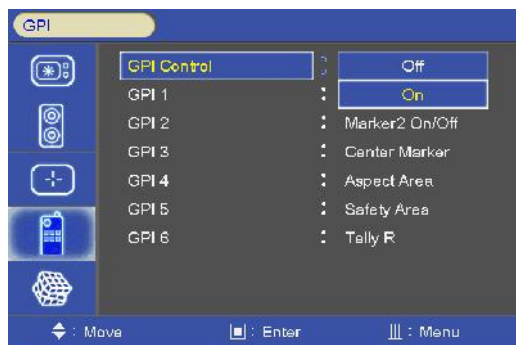 GPI
GPI Control : Off
GPI 1 : On
GPI 2 : Marker2 On/Off
GPI 3 : Center Marker
GPI 4 : Aspect Area
GPI 5 : Safety Area
GPI 6 : Tally R
: Move : Enter : Menu